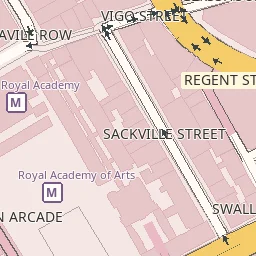 VIGO STREET
AVILE ROW
Royal Academy
M
REGENT ST
SACKVILLE STREET
Royal Academy of Arts
M
N ARCADE
SWALL